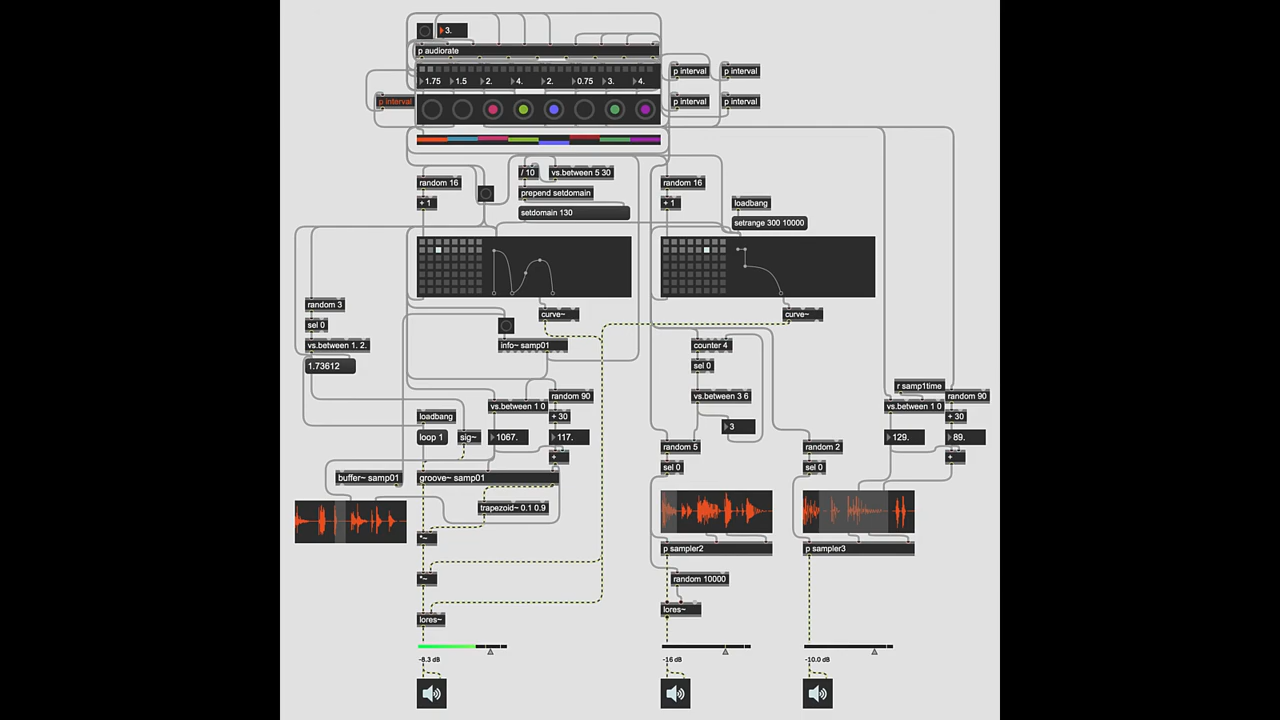 3.
p audiorate
p interval
p interval
1.75
1.5
2.
4.
2.
0.75
3.
4.
p interval
p interval
p interval
/ 10
vs.between 5 30
random 16
random 16
prepend setdomain
+ 1
+ 1
loadbang
setdomain 130
setrange 300 10000
random 3
curve~
curve~
sel 0
vs.between 1. 2.
info~ samp01
counter 4
1.73612
sel 0
r samp1time
random 90
vs.between 3 6
random 90
vs.between 1 0
vs.between 1 0
loadbang
+ 30
+ 30
3
loop 1
sig~
1067.
117.
129.
89.
random 5
random 2
+
+
sel 0
sel 0
buffer~ samp01
groove~ samp01
trapezoid~ 0.1 0.9
*~
p sampler2
p sampler3
*~
random 10000
lores~
lores~
-8.3 dB
-16 dB
-10.0 dB